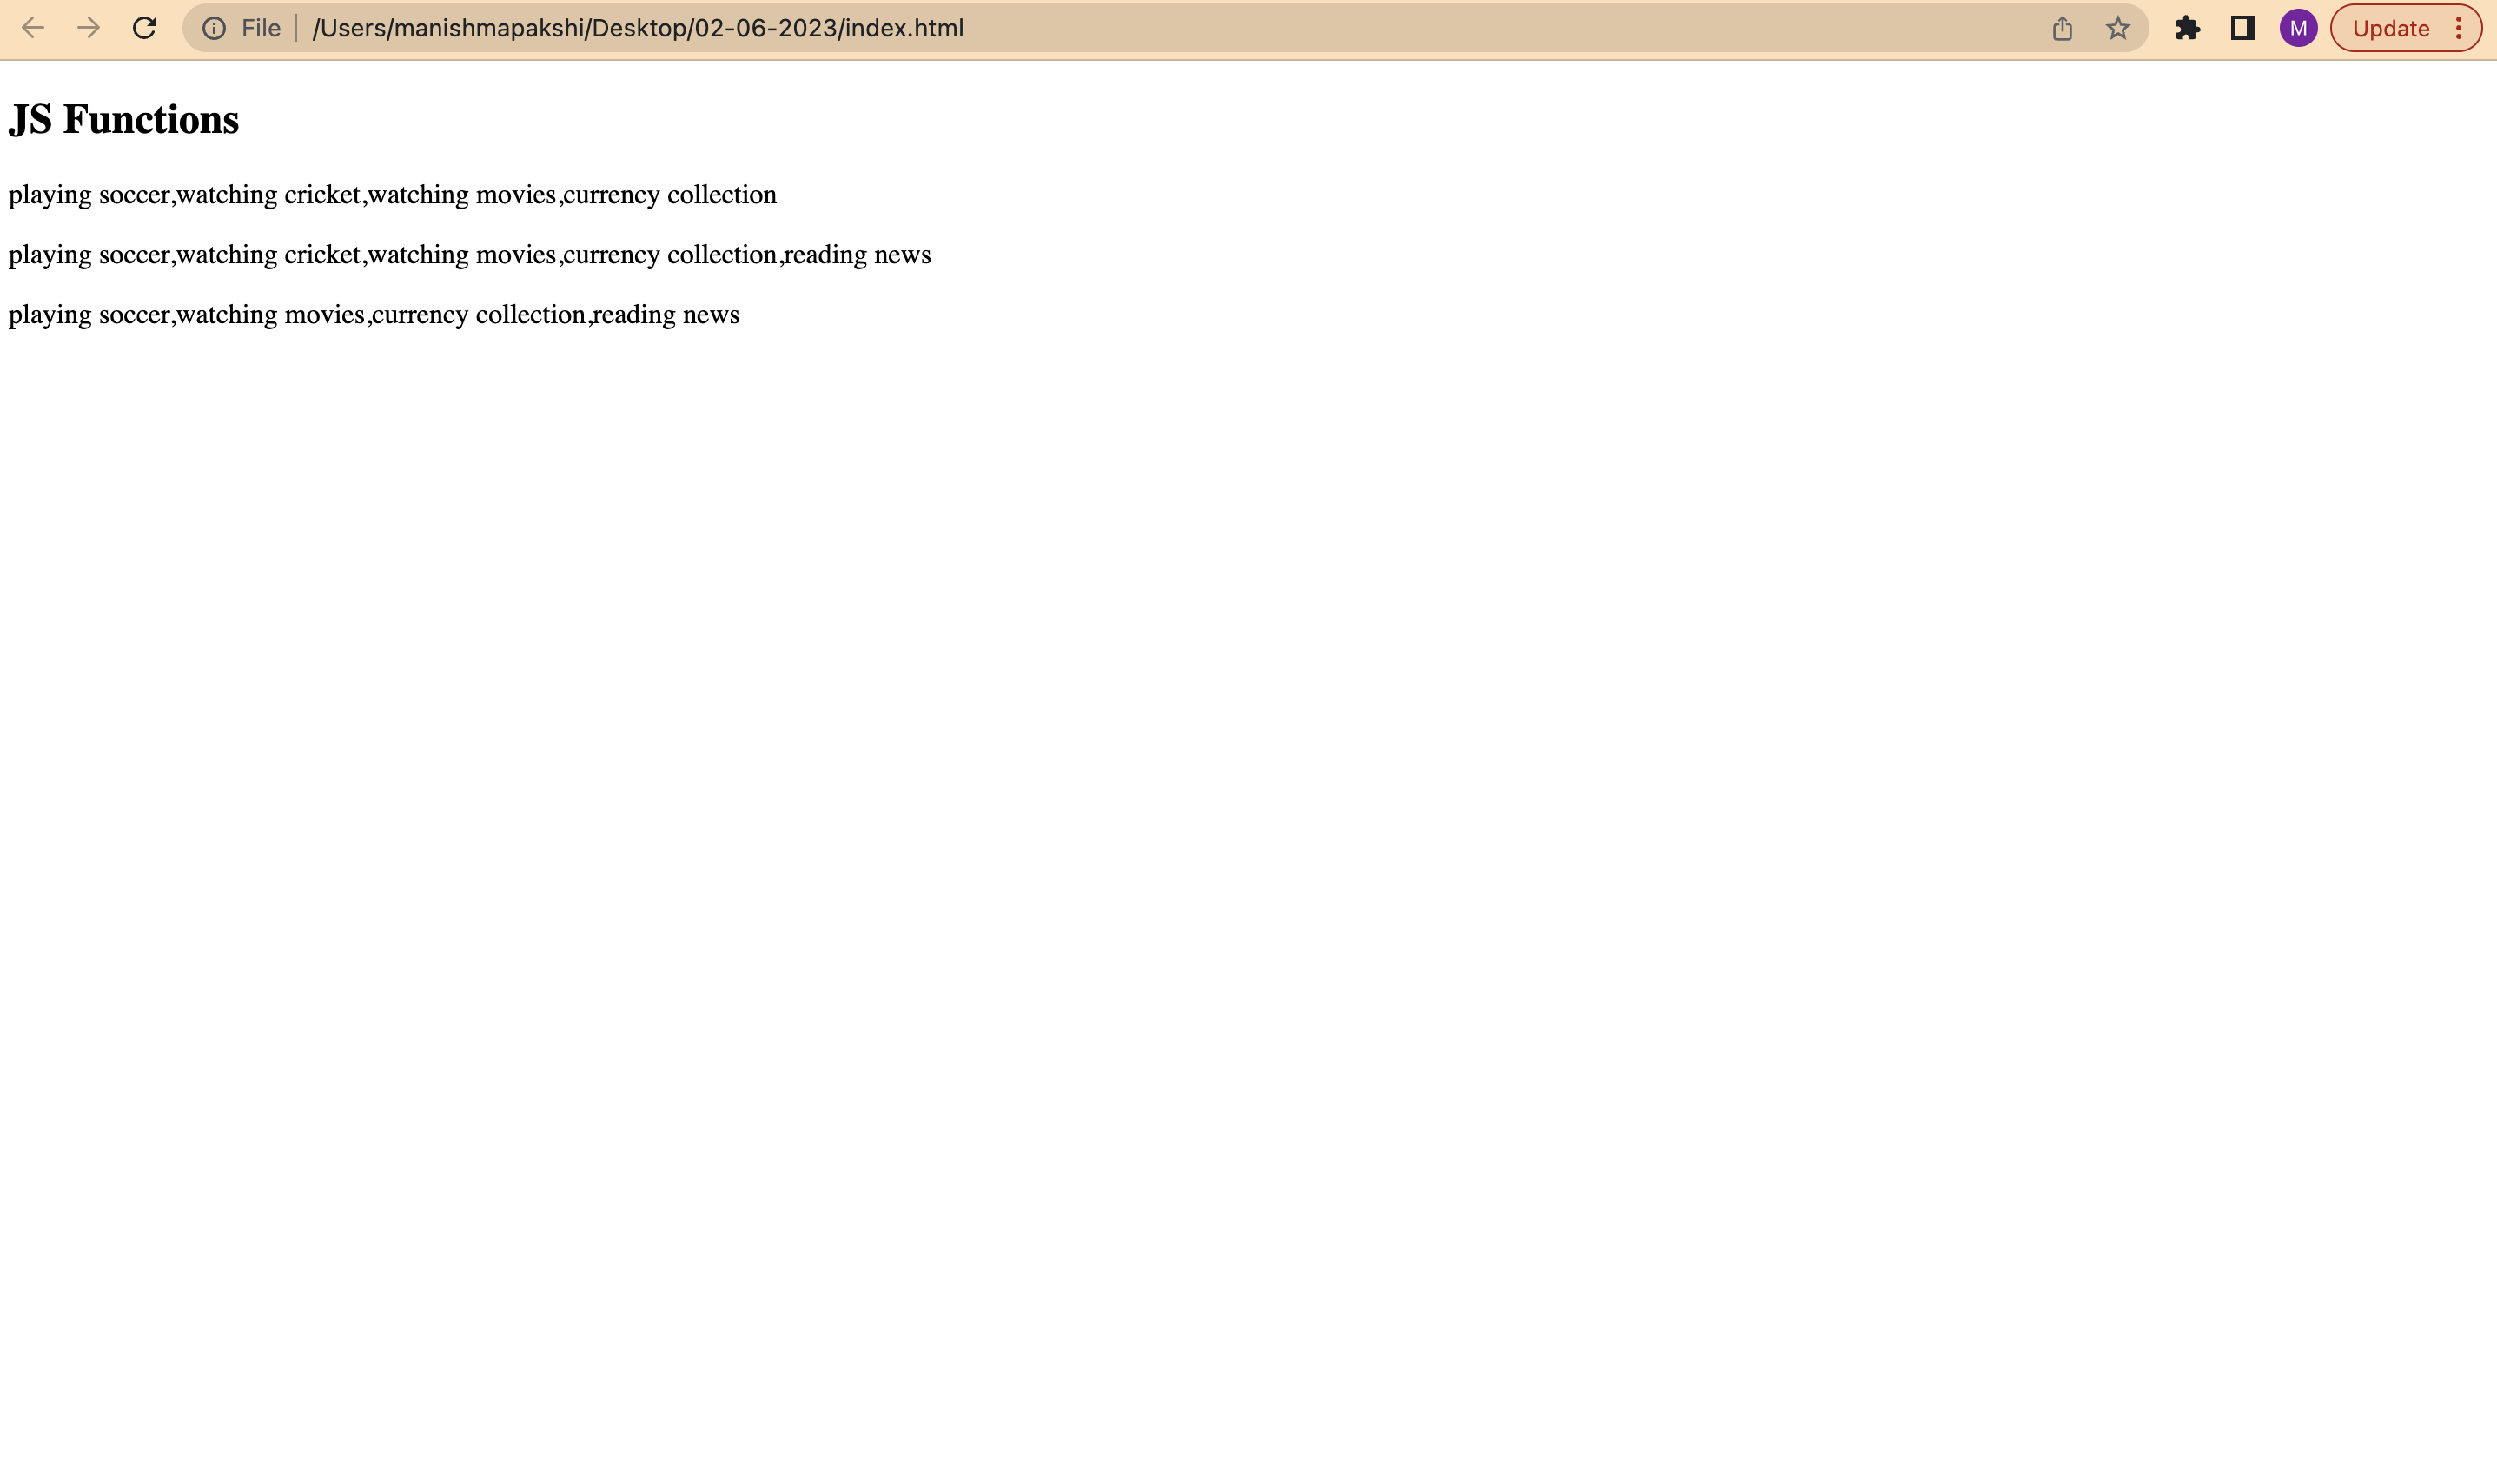 File /Users/manishmapakshi/Desktop/02-06-2023/index.html M Update
JS Functions
playing soccer,watching cricket,watching movies,currency collection
playing soccer,watching cricket,watching movies,currency collection,reading news
playing soccer,watching movies,currency collection,reading news